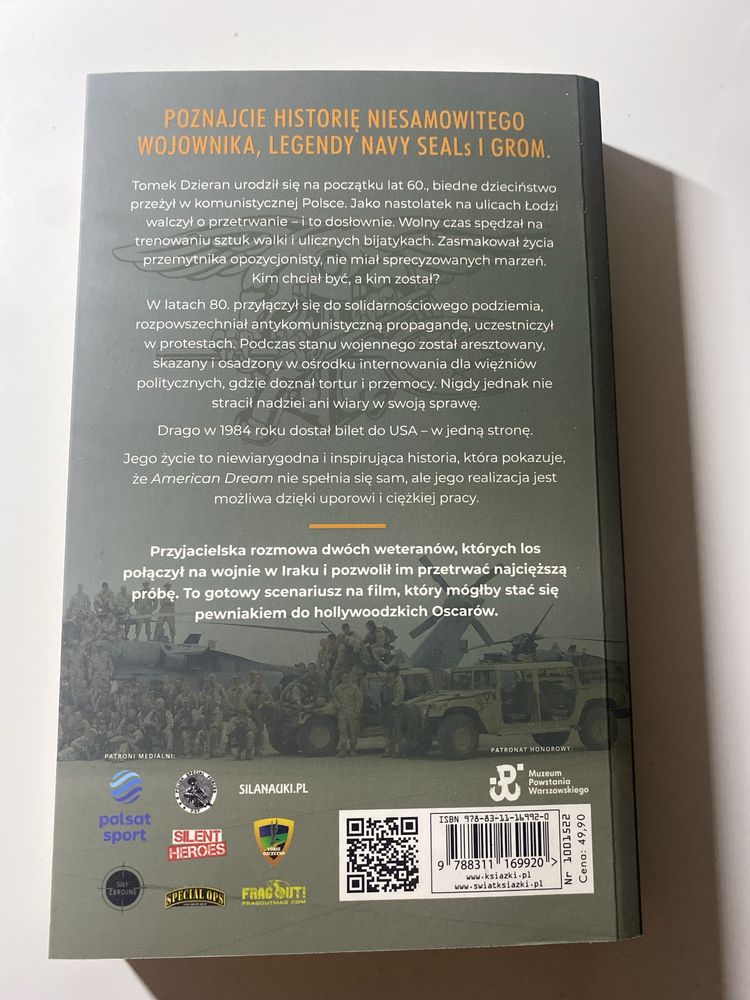 POZNAJCIE HISTORIĘ NIESAMOWITEGO
WOJOWNIKA, LEGENDY NAVY SEALs I GROM.
Tomek Dzieran urodził się na początku lat 60., biedne dzieciństwo
przeżył w komunistycznej Polsce. Jako nastolatek na ulicach Łodzi
walczył o przetrwanie – i to dosłownie. Wolny czas spędzał na
trenowaniu sztuk walki i ulicznych bijatykach. Zasmakował życia
przemytnika opozycjonisty, nie miał sprecyzowanych marzeń.
Kim chciał być, a kim został?
W latach 80. przyłączył się do solidarnościowego podziemia,
rozpowszechniał antykomunistyczną propagandę, uczestniczył
w protestach. Podczas stanu wojennego został aresztowany,
skazany i osadzony w ośrodku internowania dla więźniów
politycznych, gdzie doznał tortur i przemocy. Nigdy jednak nie
stracił nadziei ani wiary w swoją sprawę.
Drago w 1984 roku dostał bilet do USA – w jedną stronę.
Jego życie to niewiarygodna i inspirująca historia, która pokazuje,
że American Dream nie spełnia się sam, ale jego realizacja jest
możliwa dzięki uporowi i ciężkiej pracy.
Przyjacielska rozmowa dwóch weteranów, których los
połączył na wojnie w Iraku i pozwolił im przetrwać najcięższą
próbę. To gotowy scenariusz na film, który mógłby stać się
pewniakiem do hollywoodzkich Oscarów.
PATRONI MEDIALNI:
polsat
sport
SILANAUKI.PL
SILENT
HEROES
SIŁY
ZBROJNE
SPECIAL OPS
FRAGOUT!
FRAGOUTMAG.COM
PATRONAT HONOROWY:
Muzeum
Powstania
Warszawskiego
ISBN 978-83-11-16992-0
9 788311 169920
www.ksiazki.pl
www.swiatksiazki.pl
Nr 1001522
Cena: 49,90